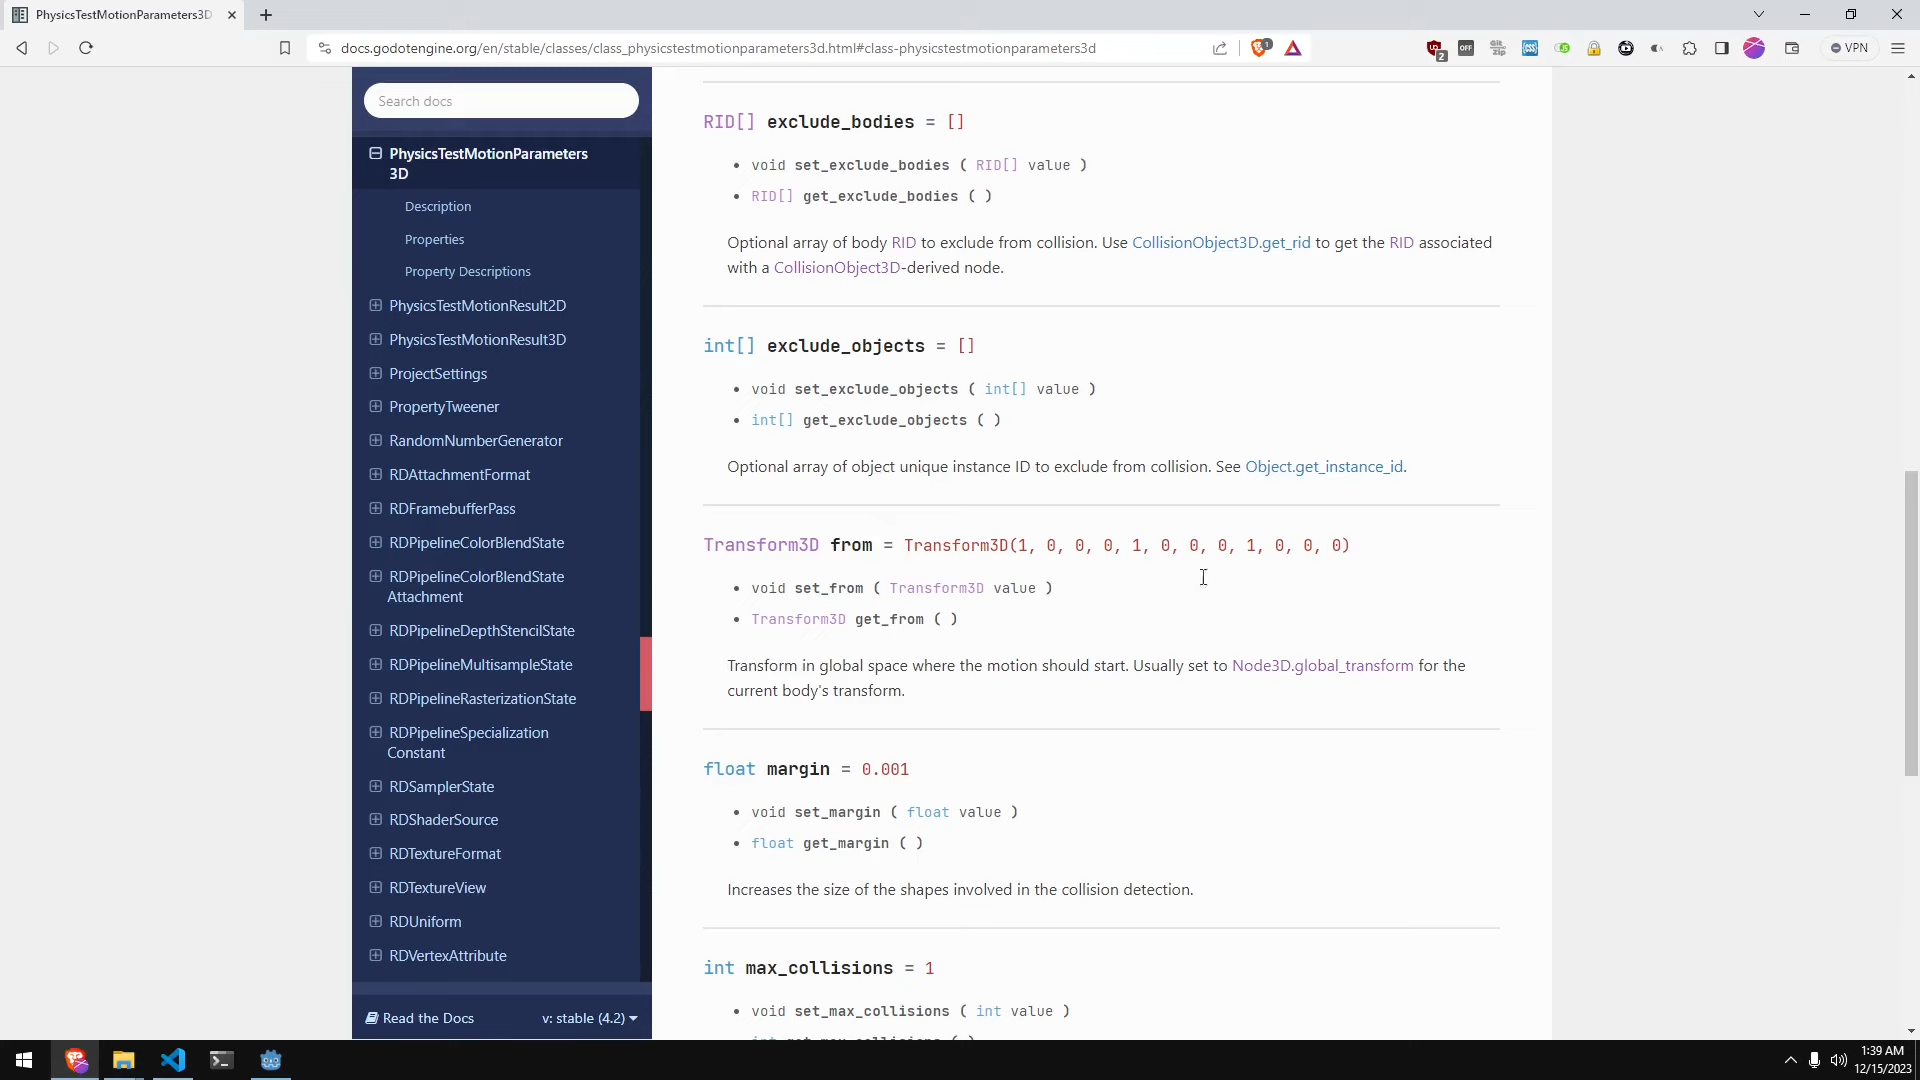 PhysicsTestMotionParameters3D
docs.godotengine.org/en/stable/classes/class_physicstestmotionparameters3d.html#class-physicstestmotionparameters3d
1
2
OFF
Git
zip
CSS
VPN
Search docs
PhysicsTestMotionParameters
3D
Description
Properties
Property Descriptions
PhysicsTestMotionResult2D
PhysicsTestMotionResult3D
ProjectSettings
PropertyTweener
RandomNumberGenerator
RDAttachmentFormat
RDFramebufferPass
RDPipelineColorBlendState
RDPipelineColorBlendState
Attachment
RDPipelineDepthStencilState
RDPipelineMultisampleState
RDPipelineRasterizationState
RDPipelineSpecialization
Constant
RDSamplerState
RDShaderSource
RDTextureFormat
RDTextureView
RDUniform
RDVertexAttribute
Read the Docs
v: stable (4.2)
RID[] exclude_bodies = []
• void set_exclude_bodies ( RID[] value )
• RID[] get_exclude_bodies ( )
Optional array of body RID to exclude from collision. Use CollisionObject3D.get_rid to get the RID associated
with a CollisionObject3D-derived node.
int[] exclude_objects = []
• void set_exclude_objects ( int[] value )
• int[] get_exclude_objects ( )
Optional array of object unique instance ID to exclude from collision. See Object.get_instance_id.
Transform3D from = Transform3D(1, 0, 0, 0, 1, 0, 0, 0, 1, 0, 0, 0)
• void set_from ( Transform3D value )
• Transform3D get_from ( )
Transform in global space where the motion should start. Usually set to Node3D.global_transform for the
current body's transform.
float margin = 0.001
• void set_margin ( float value )
• float get_margin ( )
Increases the size of the shapes involved in the collision detection.
int max_collisions = 1
• void set_max_collisions ( int value )
• int get_max_collisions ( )
1:39 AM
12/15/2023